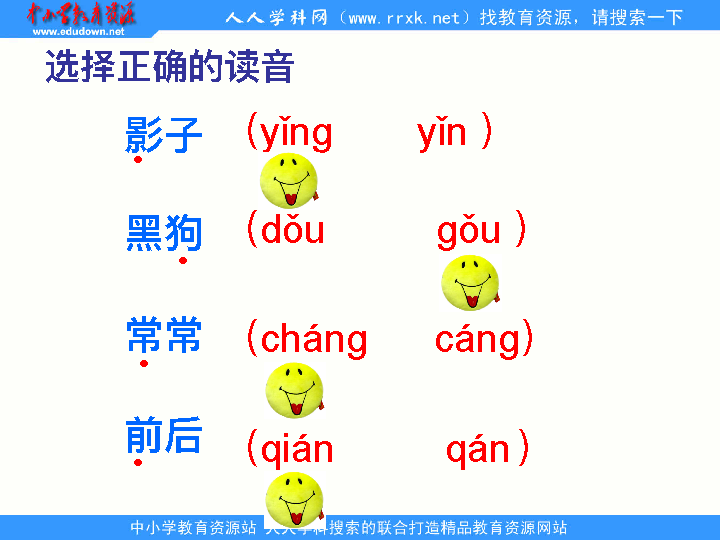 中小学教育资源
www.edudown.net
人人学科网（www.rrxk.net）找教育资源，请搜索一下
选择正确的读音
影子 （yǐng yǐn ）
黑狗 （dǒu gǒu ）
常常 （cháng cáng）
前后 （qián qán ）
中小学教育资源站 人人学科搜索的联合打造精品教育资源网站